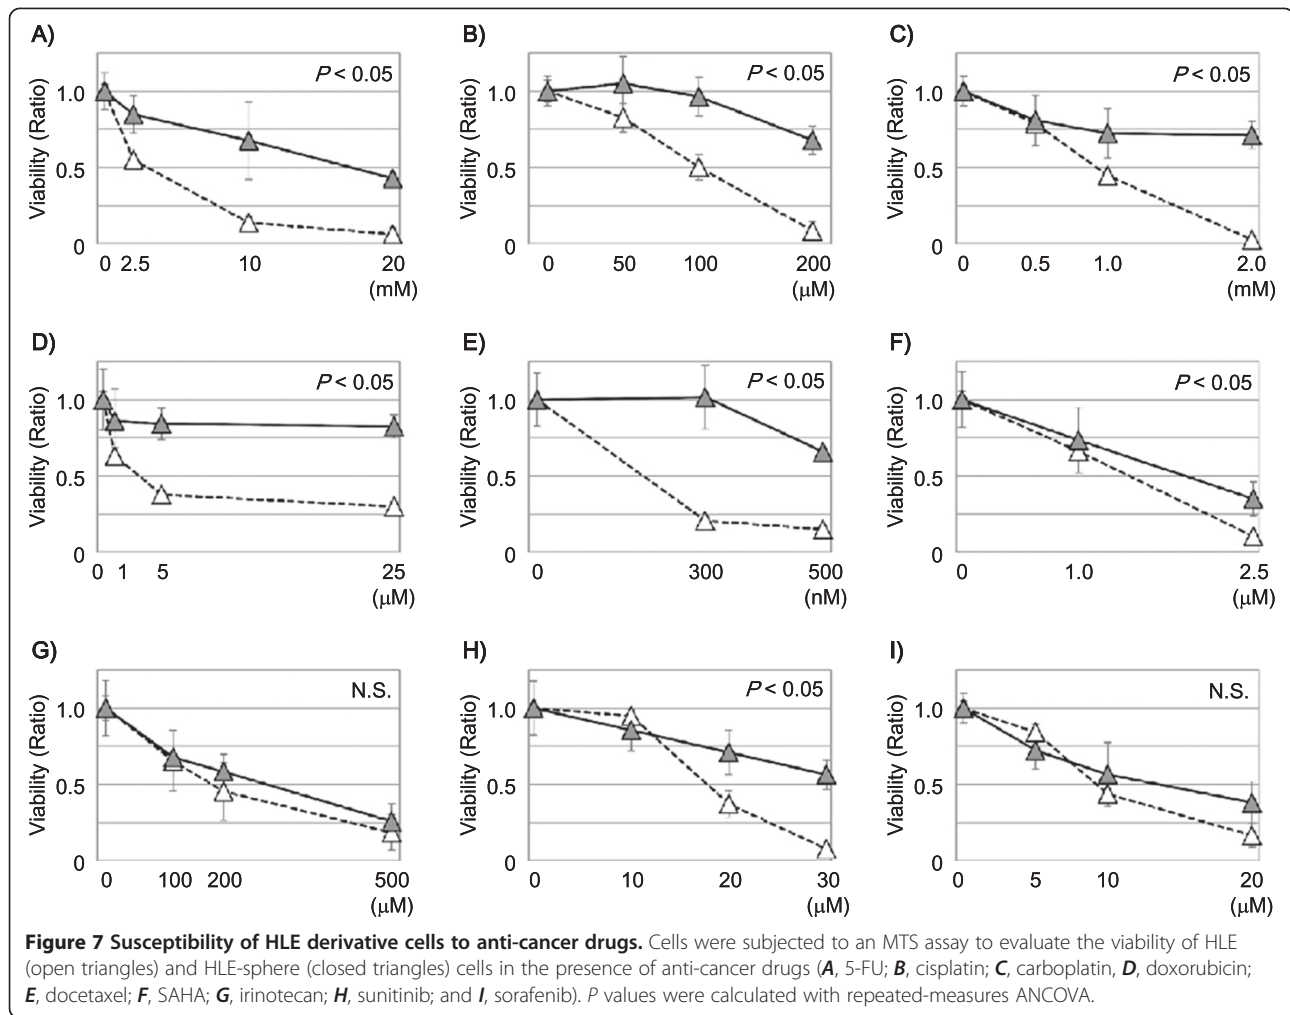 A)
P < 0.05
Viability (Ratio)
1.0
0.5
0
0 2.5 10 20
(mM)
B)
P < 0.05
Viability (Ratio)
1.0
0.5
0
0 50 100 200
(μM)
C)
P < 0.05
Viability (Ratio)
1.0
0.5
0
0 0.5 1.0 2.0
(mM)
D)
P < 0.05
Viability (Ratio)
1.0
0.5
0
0 1 5 25
(μM)
E)
P < 0.05
Viability (Ratio)
1.0
0.5
0
0 300 500
(nM)
F)
P < 0.05
Viability (Ratio)
1.0
0.5
0
0 1.0 2.5
(μM)
G)
N.S.
Viability (Ratio)
1.0
0.5
0
0 100 200 500
(μM)
H)
P < 0.05
Viability (Ratio)
1.0
0.5
0
0 10 20 30
(μM)
I)
N.S.
Viability (Ratio)
1.0
0.5
0
0 5 10 20
(μM)
Figure 7 Susceptibility of HLE derivative cells to anti-cancer drugs. Cells were subjected to an MTS assay to evaluate the viability of HLE
(open triangles) and HLE-sphere (closed triangles) cells in the presence of anti-cancer drugs (A, 5-FU; B, cisplatin; C, carboplatin, D, doxorubicin;
E, docetaxel; F, SAHA; G, irinotecan; H, sunitinib; and I, sorafenib). P values were calculated with repeated-measures ANCOVA.